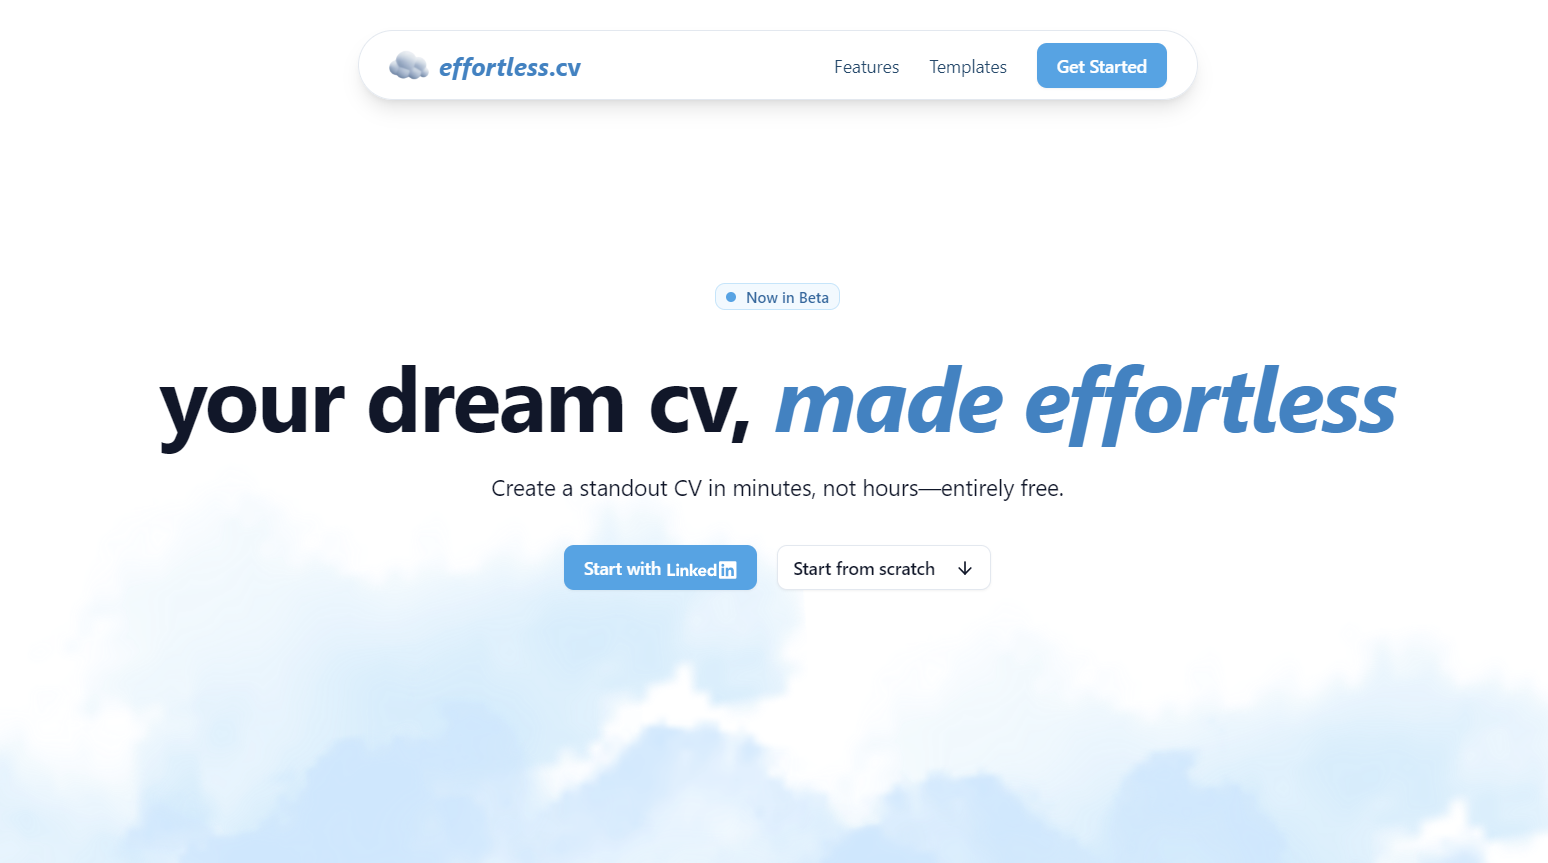 effortless.cv
Features
Templates
Get Started
Now in Beta
your dream cv, made effortless
Create a standout CV in minutes, not hours—entirely free.
Start with LinkedIn
Start from scratch